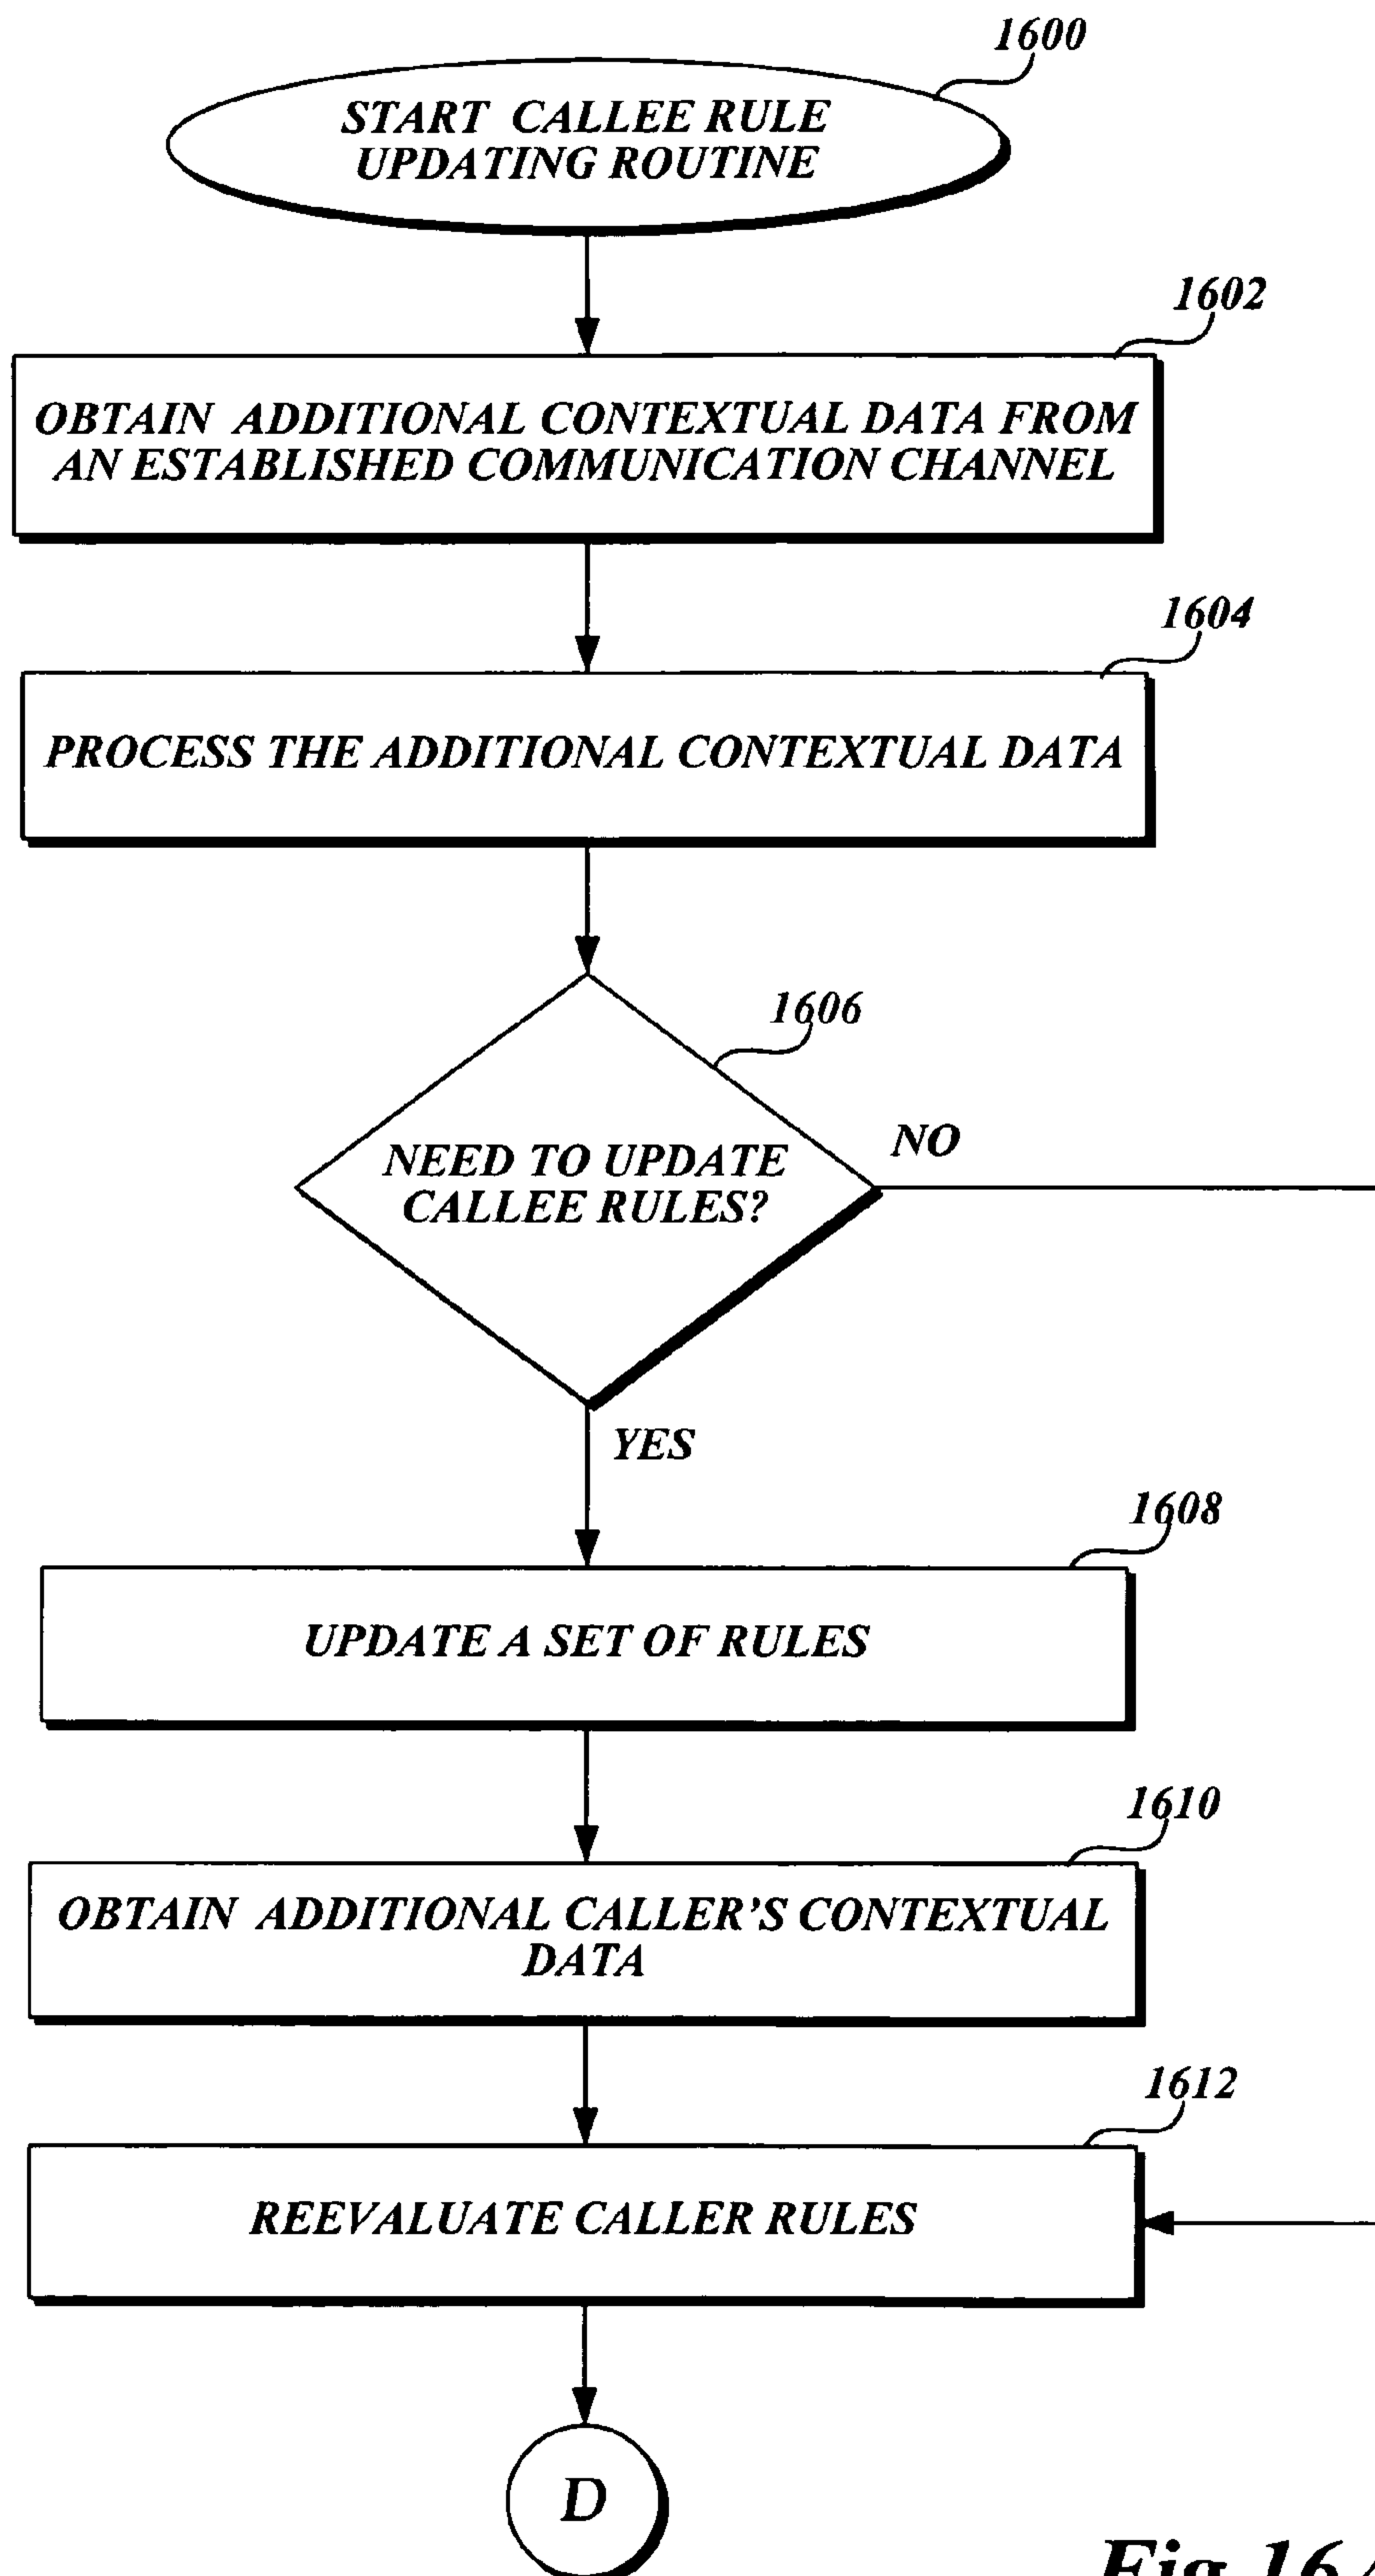 1600
START CALLEE RULE
UPDATING ROUTINE
1602
OBTAIN ADDITIONAL CONTEXTUAL DATA FROM
AN ESTABLISHED COMMUNICATION CHANNEL
1604
PROCESS THE ADDITIONAL CONTEXTUAL DATA
1606
NEED TO UPDATE
CALLEE RULES?
NO
YES
1608
UPDATE A SET OF RULES
1610
OBTAIN ADDITIONAL CALLER'S CONTEXTUAL
DATA
1612
REEVALUATE CALLER RULES
D
Fig.16A